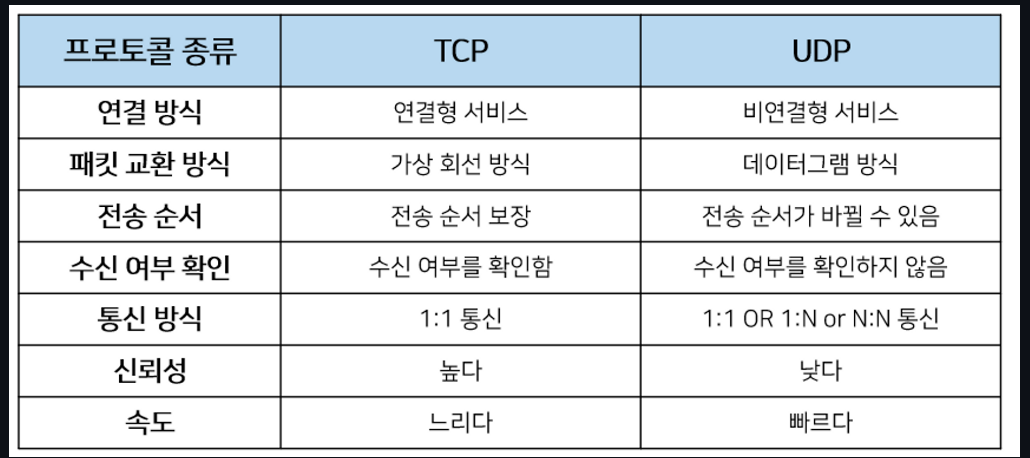 프로토콜 종류 TCP UDP
연결 방식 연결형 서비스 비연결형 서비스
패킷 교환 방식 가상 회선 방식 데이터그램 방식
전송 순서 전송 순서 보장 전송 순서가 바뀔 수 있음
수신 여부 확인 수신 여부를 확인함 수신 여부를 확인하지 않음
통신 방식 1:1 통신 1:1 OR 1:N or N:N 통신
신뢰성 높다 낮다
속도 느리다 빠르다